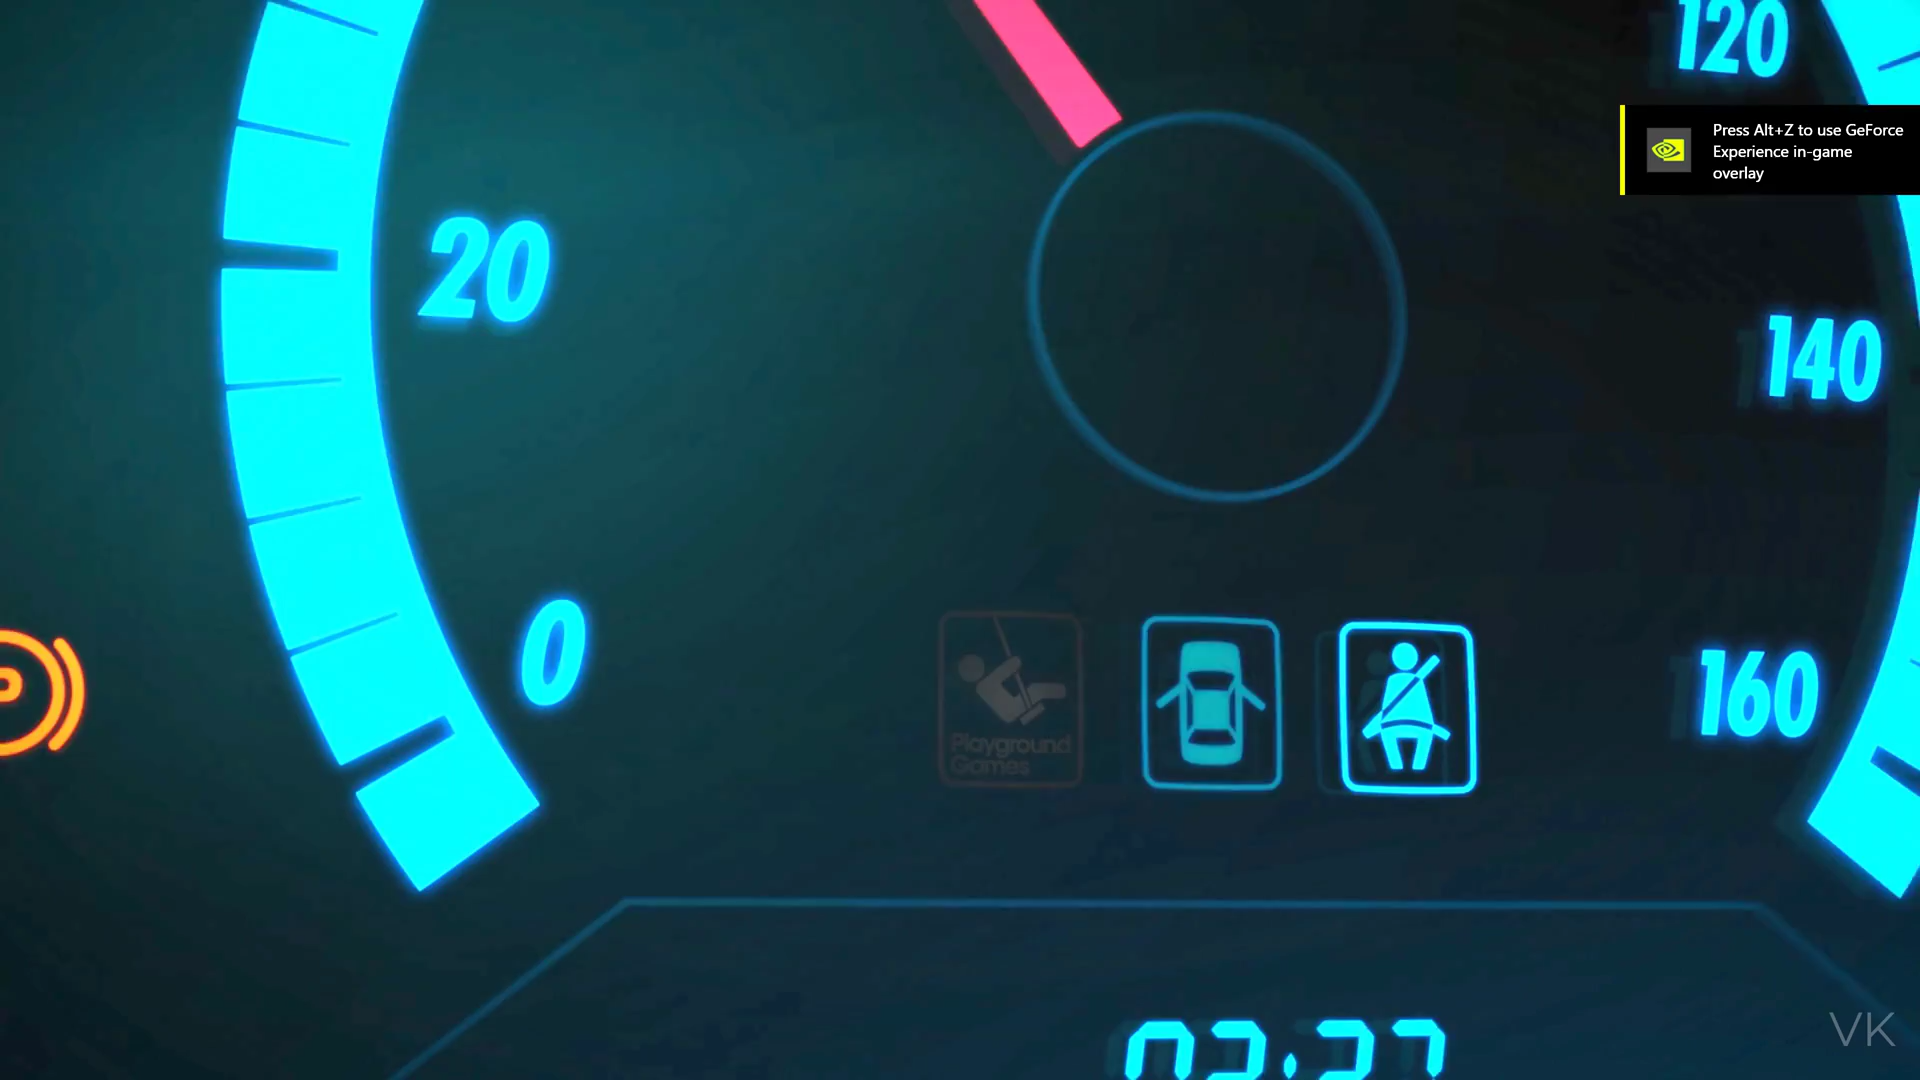 120
Press Alt+Z to use GeForce
Experience in-game
overlay
20
140
0
160
Playground
Games
P
VK